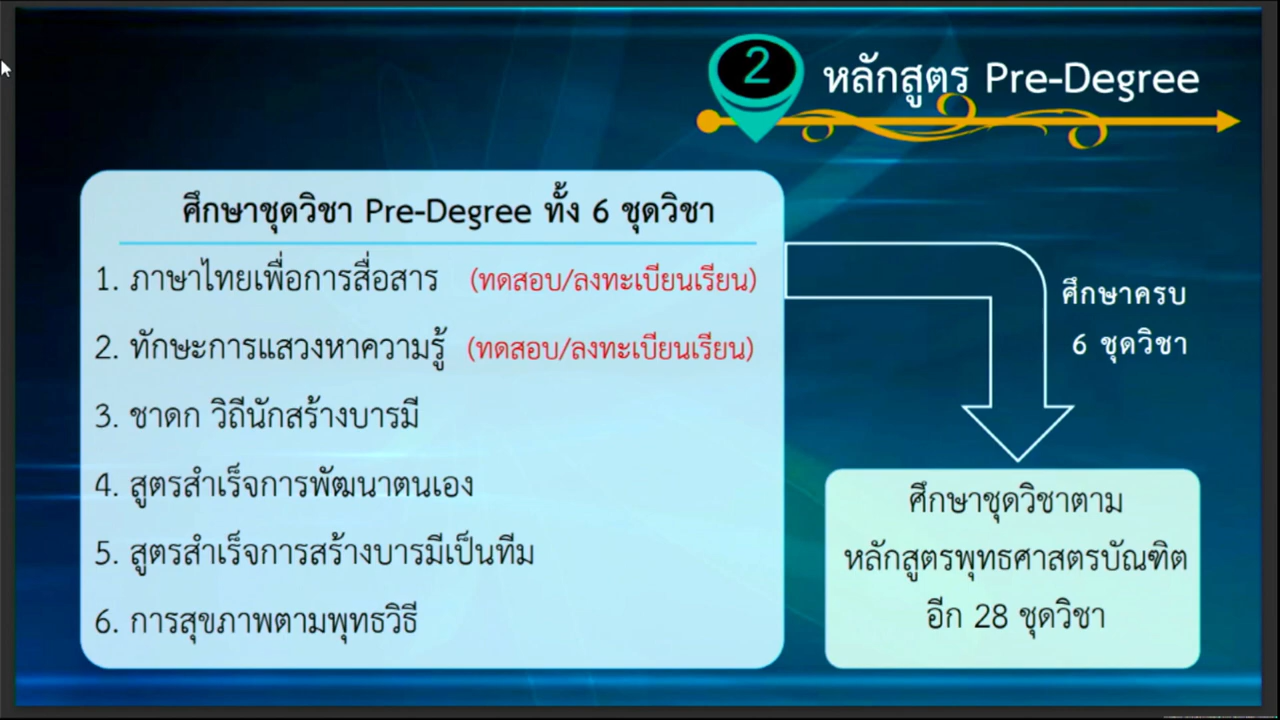 2
หลักสูตร Pre-Degree
ศึกษาชุดวิชา Pre-Degree ทั้ง 6 ชุดวิชา
1. ภาษาไทยเพื่อการสื่อสาร (ทดสอบ/ลงทะเบียนเรียน)
2. ทักษะการแสวงหาความรู้ (ทดสอบ/ลงทะเบียนเรียน)
3. ชาดก วิถีนักสร้างบารมี
4. สูตรสำเร็จการพัฒนาตนเอง
5. สูตรสำเร็จการสร้างบารมีเป็นทีม
6. การสุขภาพตามพุทธวิธี
ศึกษาครบ
6 ชุดวิชา
ศึกษาชุดวิชาตาม
หลักสูตรพุทธศาสตรบัณฑิต
อีก 28 ชุดวิชา